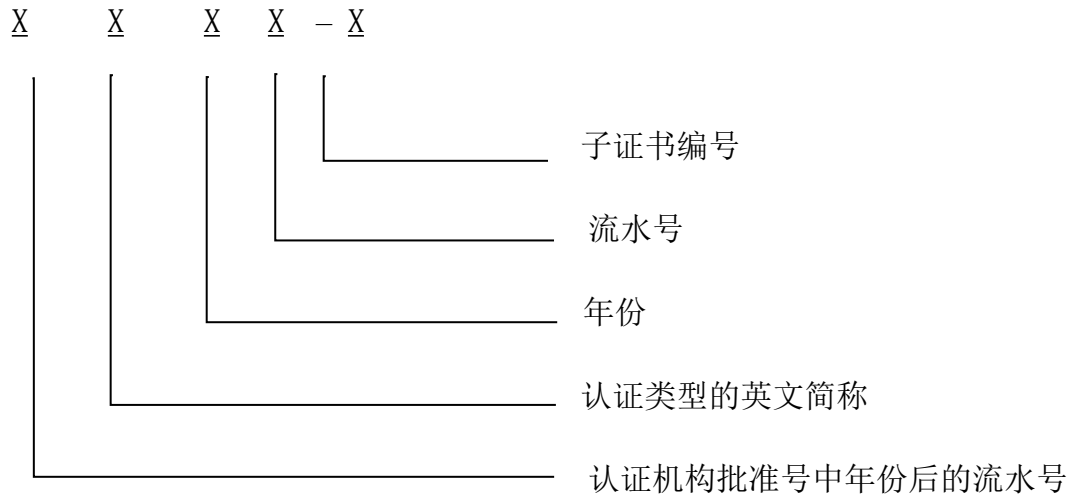 X X X X – X
子证书编号
流水号
年份
认证类型的英文简称
认证机构批准号中年份后的流水号